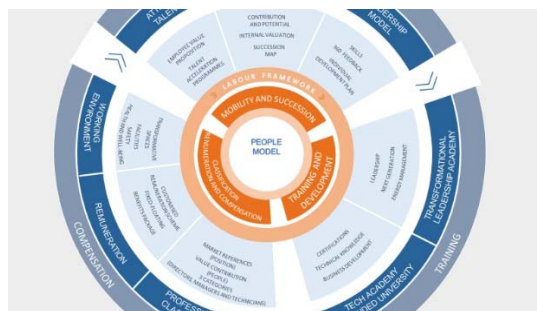 CONTRIBUTION
AND POTENTIAL
INTERNAL VALUATION
SUCCESSION
MAP
EMPLOYEE VALUE
PROPOSITION
TALENT
ACCELERATION
PROGRAMMES
SKILLS
360 FEEDBACK
INDIVIDUAL
DEVELOPMENT PLAN
MODEL
LABOUR FRAMEWORK
MOBILITY AND SUCCESSION
PEOPLE
MODEL
TRAINING AND
DEVELOPMENT
CLASSIFICATION,
REMUNERATION AND COMPENSATION
WORKING
ENVIRONMENT
TRANSFORMATIVE
SPACES
FACILITIES
SAFETY
HEALTH AND WELL-BEING
REMUNERATION
CUSTOMISED
REMUNERATION SCHEME
FIXED-FLOATING
BENEFITS PACKAGE
COMPENSATION
MARKET REFERENCES
(POSITION)
VALUE CONTRIBUTION
(PEOPLE)
3 CATEGORIES
(DIRECTORS, MANAGERS AND TECHNICIANS)
CERTIFICATIONS
TECHNICAL KNOWLEDGE
BUSINESS DEVELOPMENT
TECH ACADEMY
UNIVERSITY
LEADERSHIP
NEXT GENERATION
ENERGY MANAGEMENT
TRANSFORMATIONAL
LEADERSHIP ACADEMY
TRAINING